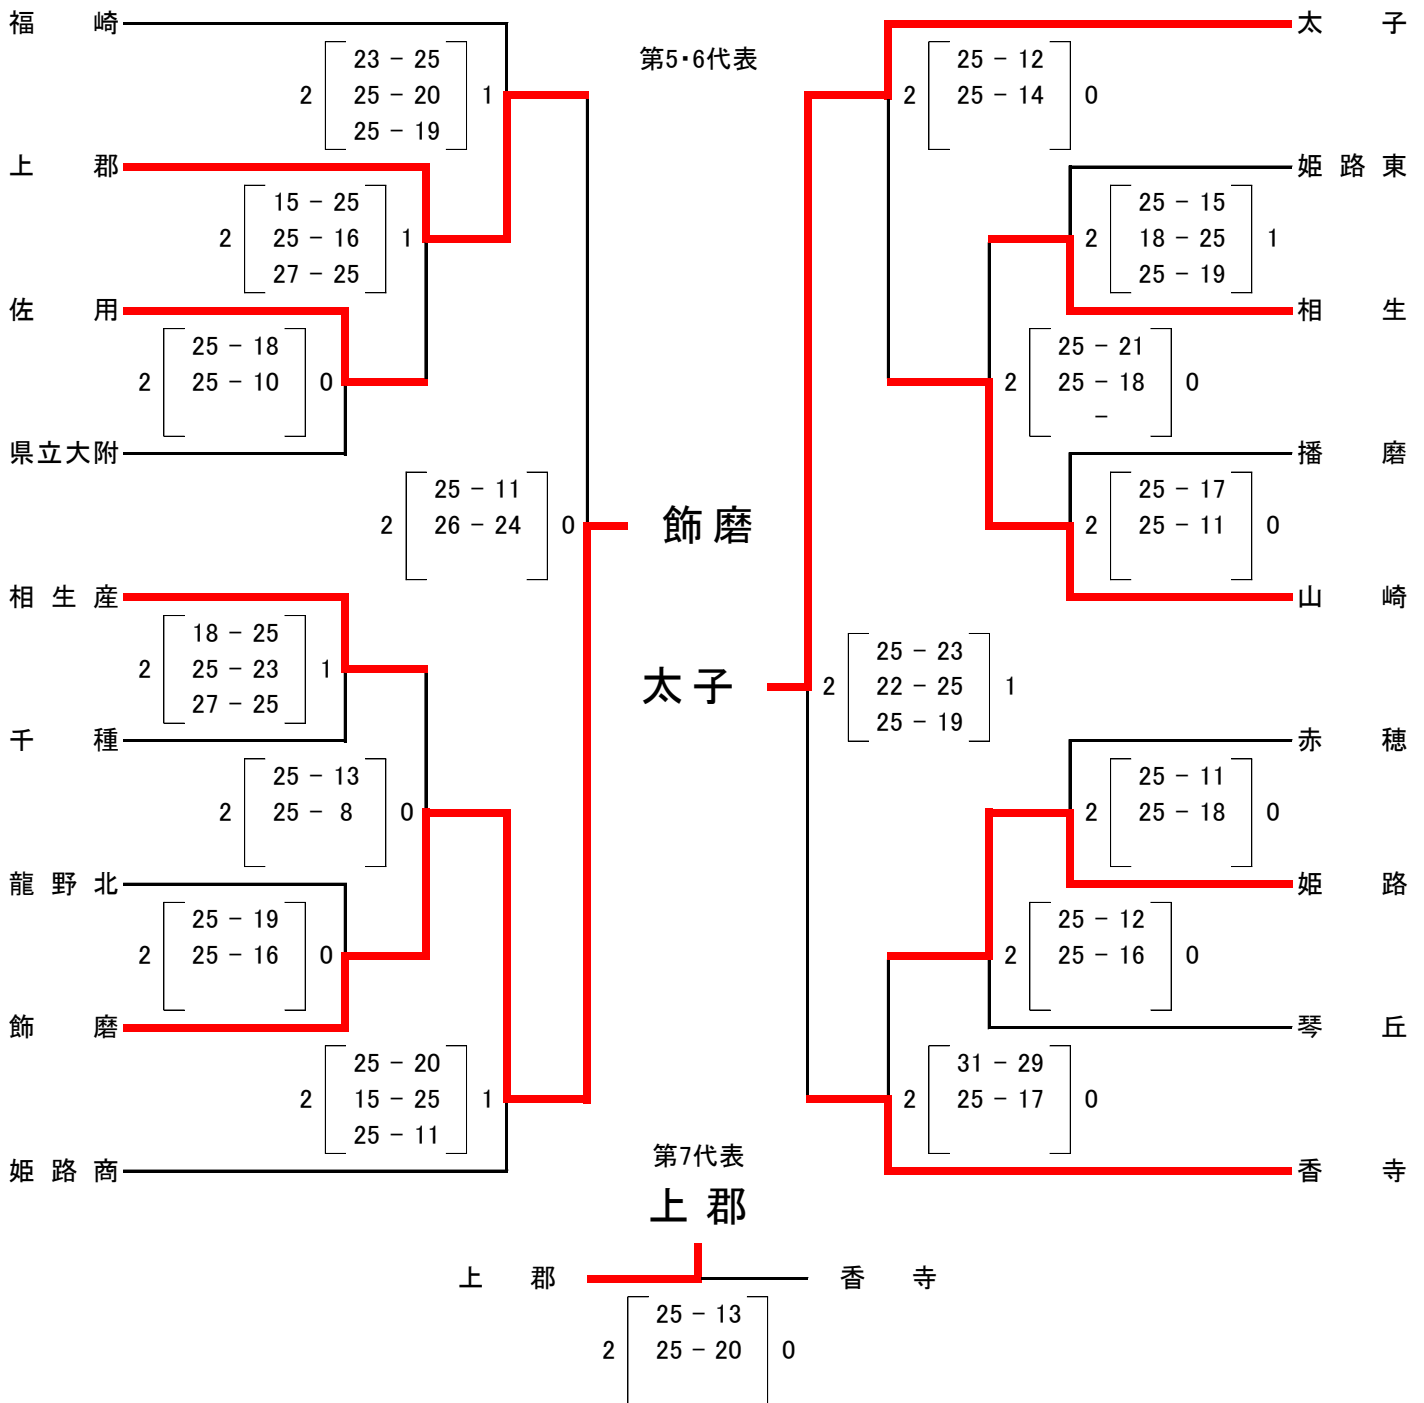 福崎
太子
第5・6代表
23 - 25
2 25 - 20 1
25 - 19
25 - 12
2 25 - 14 0
上郡
姫路東
15 - 25
2 25 - 16 1
27 - 25
25 - 15
2 18 - 25 1
25 - 19
佐用
相生
25 - 18
2 25 - 10 0
25 - 21
2 25 - 18 0
-
県立大附
播磨
25 - 11
2 26 - 24 0
飾磨
25 - 17
2 25 - 11 0
相生産
山崎
18 - 25
2 25 - 23 1
27 - 25
太子
25 - 23
2 22 - 25 1
25 - 19
千種
赤穂
25 - 13
2 25 - 8 0
25 - 11
2 25 - 18 0
龍野北
姫路
25 - 19
2 25 - 16 0
25 - 12
2 25 - 16 0
飾磨
琴丘
25 - 20
2 15 - 25 1
25 - 11
31 - 29
2 25 - 17 0
姫路商
香寺
第7代表
上郡
上郡
香寺
25 - 13
2 25 - 20 0